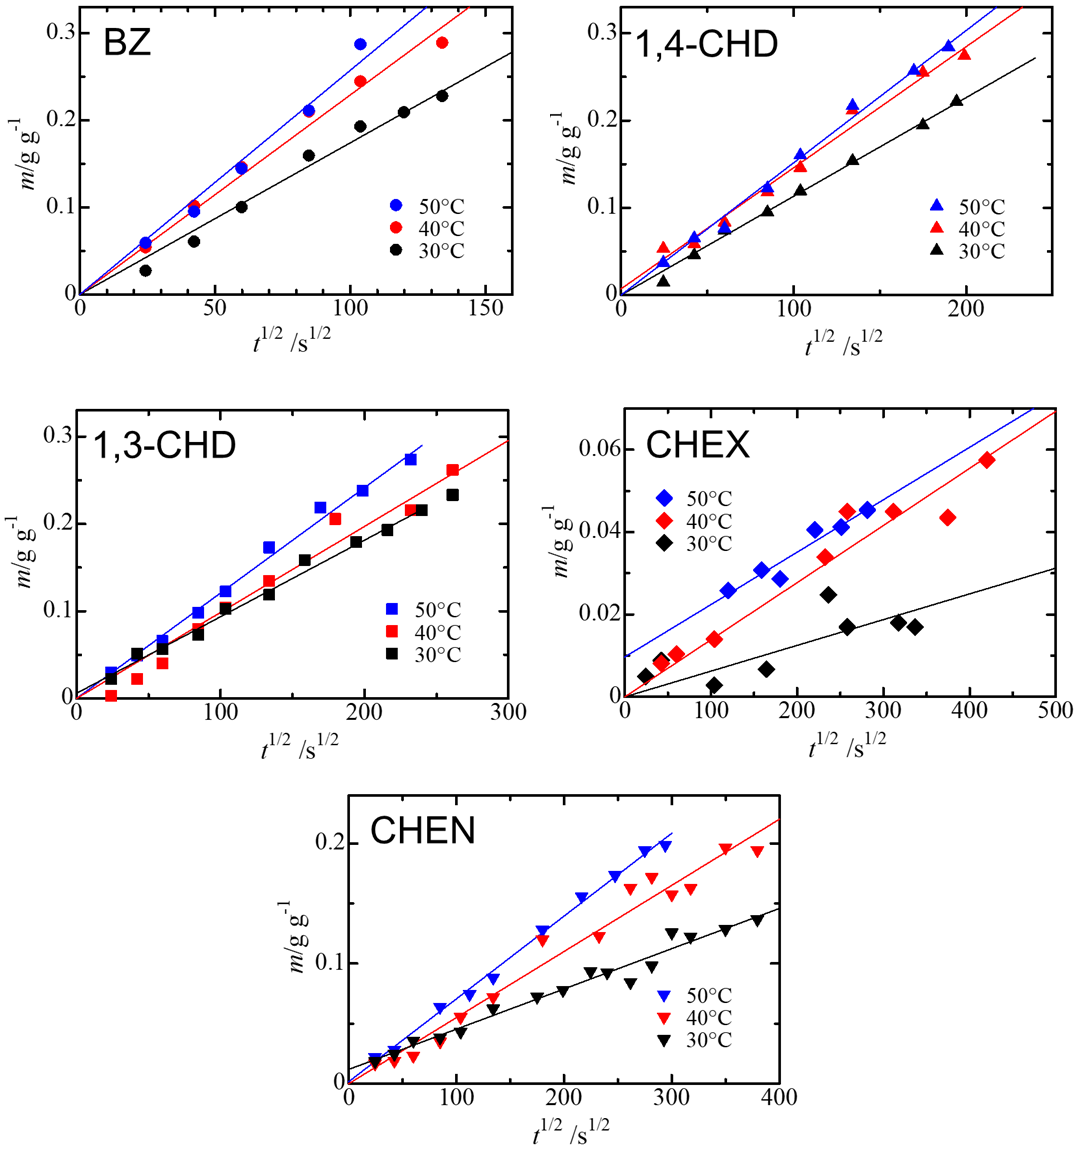 BZ
0.3
0.2
0.1
0
m/g g-1
50°C
40°C
30°C
0 50 100 150
t1/2 /s1/2
1,4-CHD
0.3
0.2
0.1
0
m/g g-1
50°C
40°C
30°C
0 100 200
t1/2 /s1/2
1,3-CHD
0.3
0.2
0.1
0
m/g g-1
50°C
40°C
30°C
0 100 200 300
t1/2 /s1/2
CHEX
0.06
0.04
0.02
0
m/g g-1
50°C
40°C
30°C
0 100 200 300 400 500
t1/2 /s1/2
CHEN
0.2
0.1
0
m/g g-1
50°C
40°C
30°C
0 100 200 300 400
t1/2 /s1/2